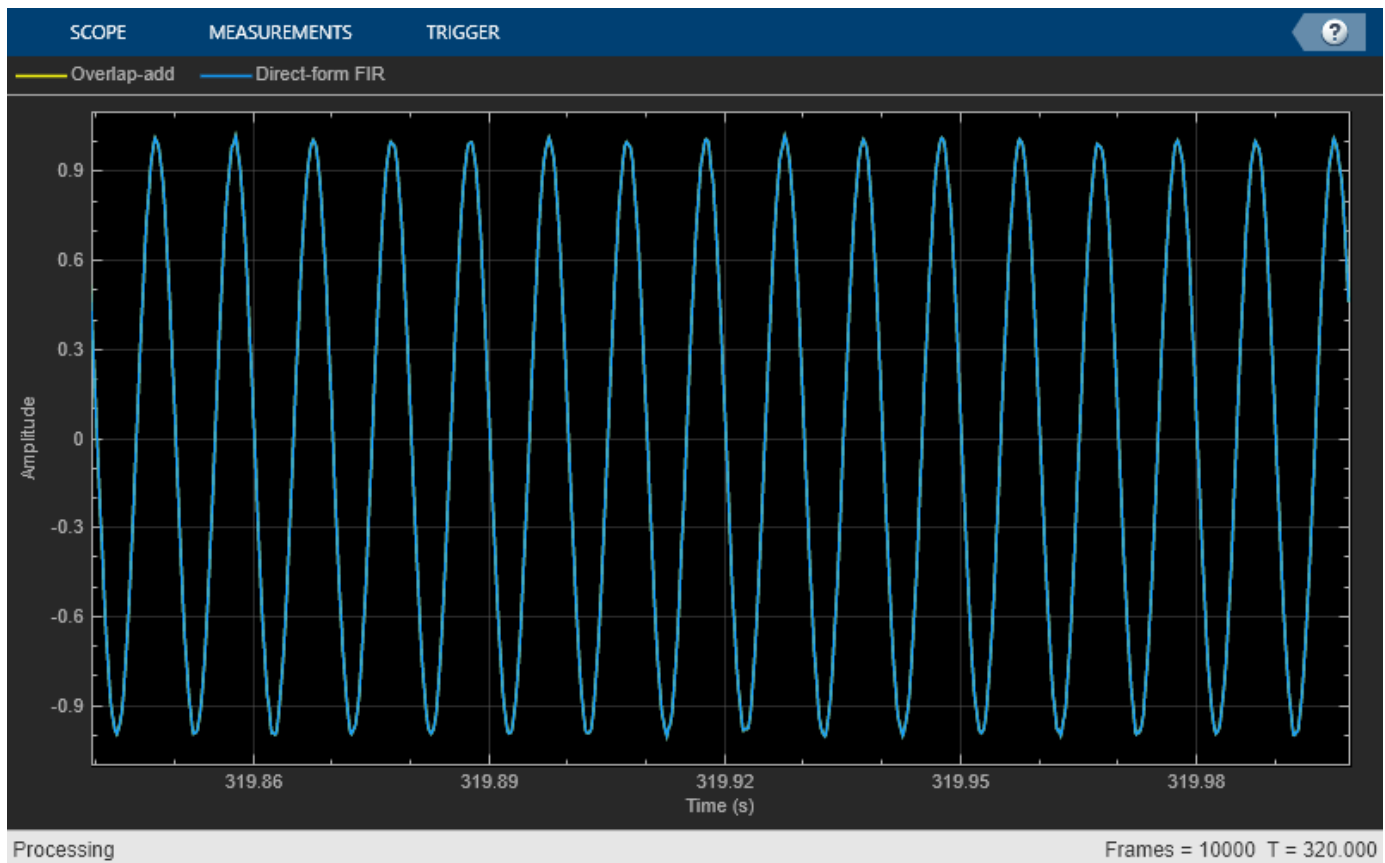 SCOPE MEASUREMENTS TRIGGER ?
Overlap-add Direct-form FIR
0.9
0.6
0.3
0
-0.3
-0.6
-0.9
Amplitude
319.86 319.89 319.92 319.95 319.98
Time (s)
Processing Frames = 10000 T = 320.000